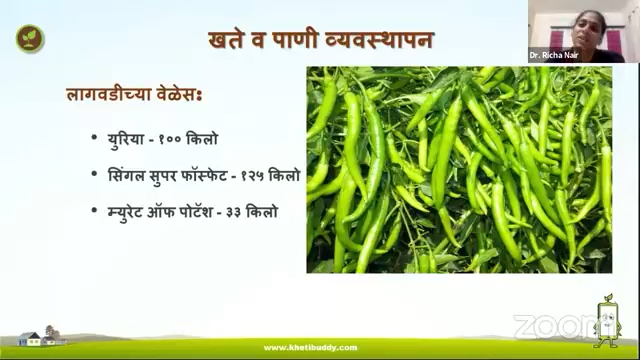 खते व पाणी व्यवस्थापन
Dr. Richa Nair
लागवडीच्या वेळेस:
• युरिया - १०० किलो
• सिंगल सुपर फॉस्फेट - १२५ किलो
• म्युरेट ऑफ पोटॅश - ३३ किलो
zoom
www.khetibuddy.com